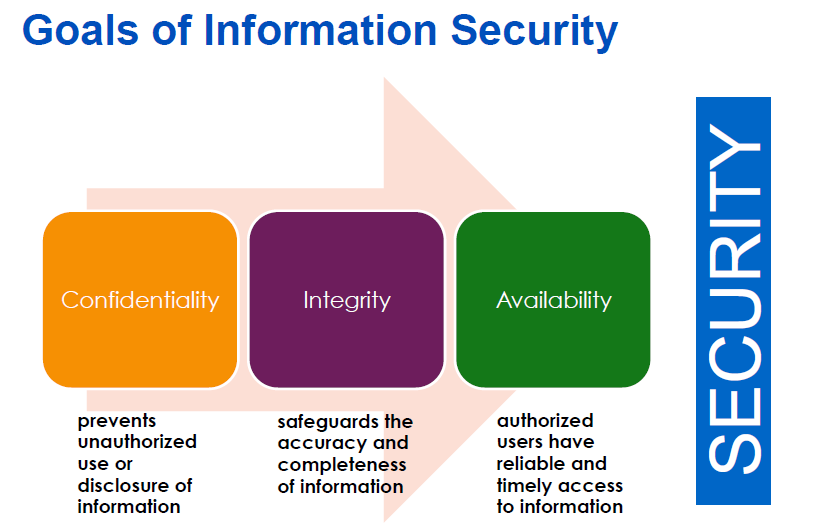 Goals of Information Security
Confidentiality
Integrity
Availability
prevents
unauthorized
use or
disclosure of
information
safeguards the
accuracy and
completeness
of information
authorized
users have
reliable and
timely access
to information
SECURITY